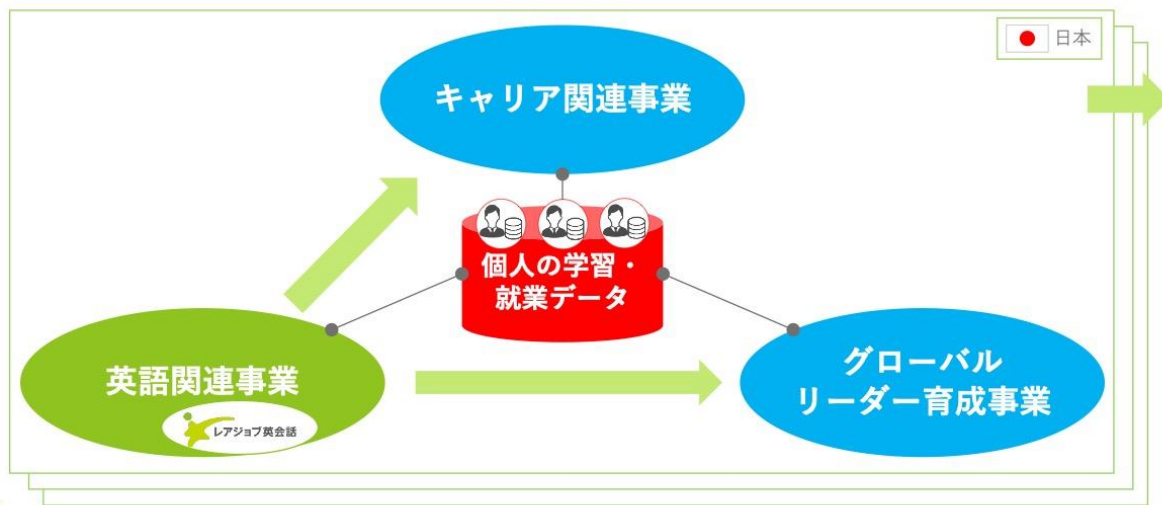 日本
キャリア関連事業
個人の学習・
就業データ
英語関連事業
レアジョブ英会話
グローバル
リーダー育成事業